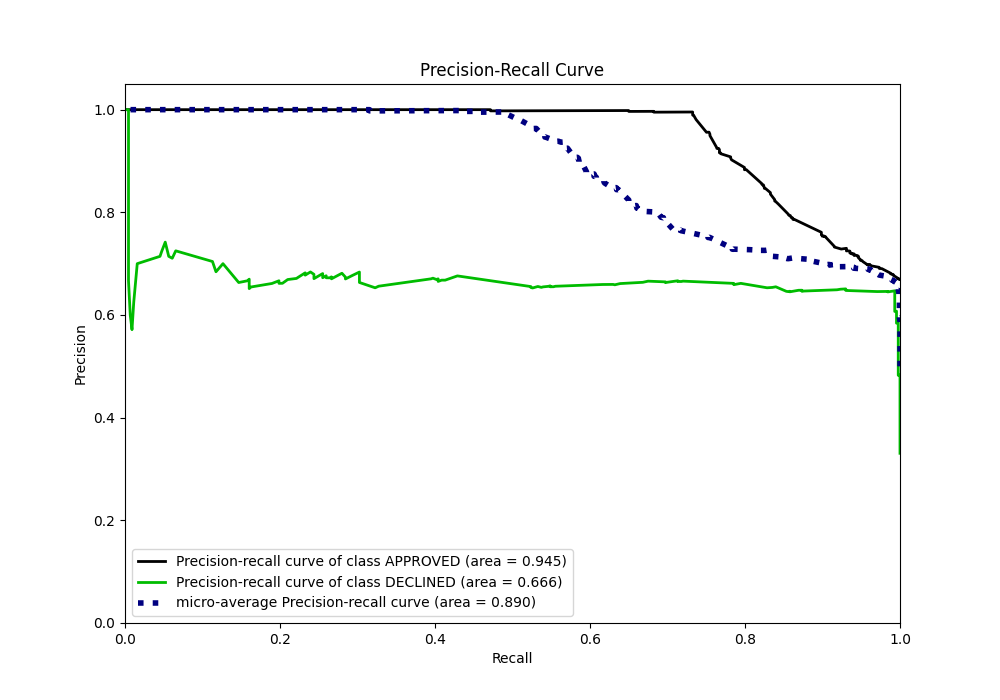 Precision-Recall Curve
1.0
0.8
0.6
0.4
0.2
0.0
Precision
Precision-recall curve of class APPROVED (area = 0.945)
Precision-recall curve of class DECLINED (area = 0.666)
micro-average Precision-recall curve (area = 0.890)
0.0 0.2 0.4 0.6 0.8 1.0
Recall